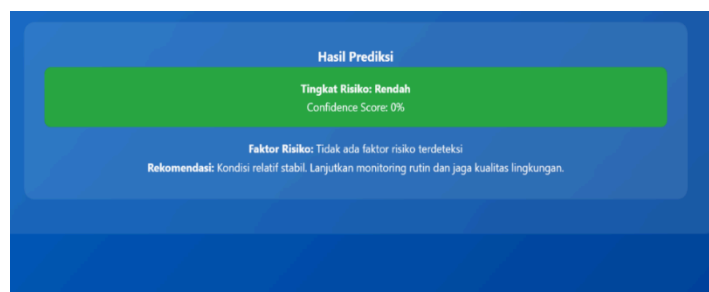 Hasil Prediksi
Tingkat Risiko: Rendah
Confidence Score: 0%
Faktor Risiko: Tidak ada faktor risiko terdeteksi
Rekomendasi: Kondisi relatif stabil. Lanjutkan monitoring rutin dan jaga kualitas lingkungan.